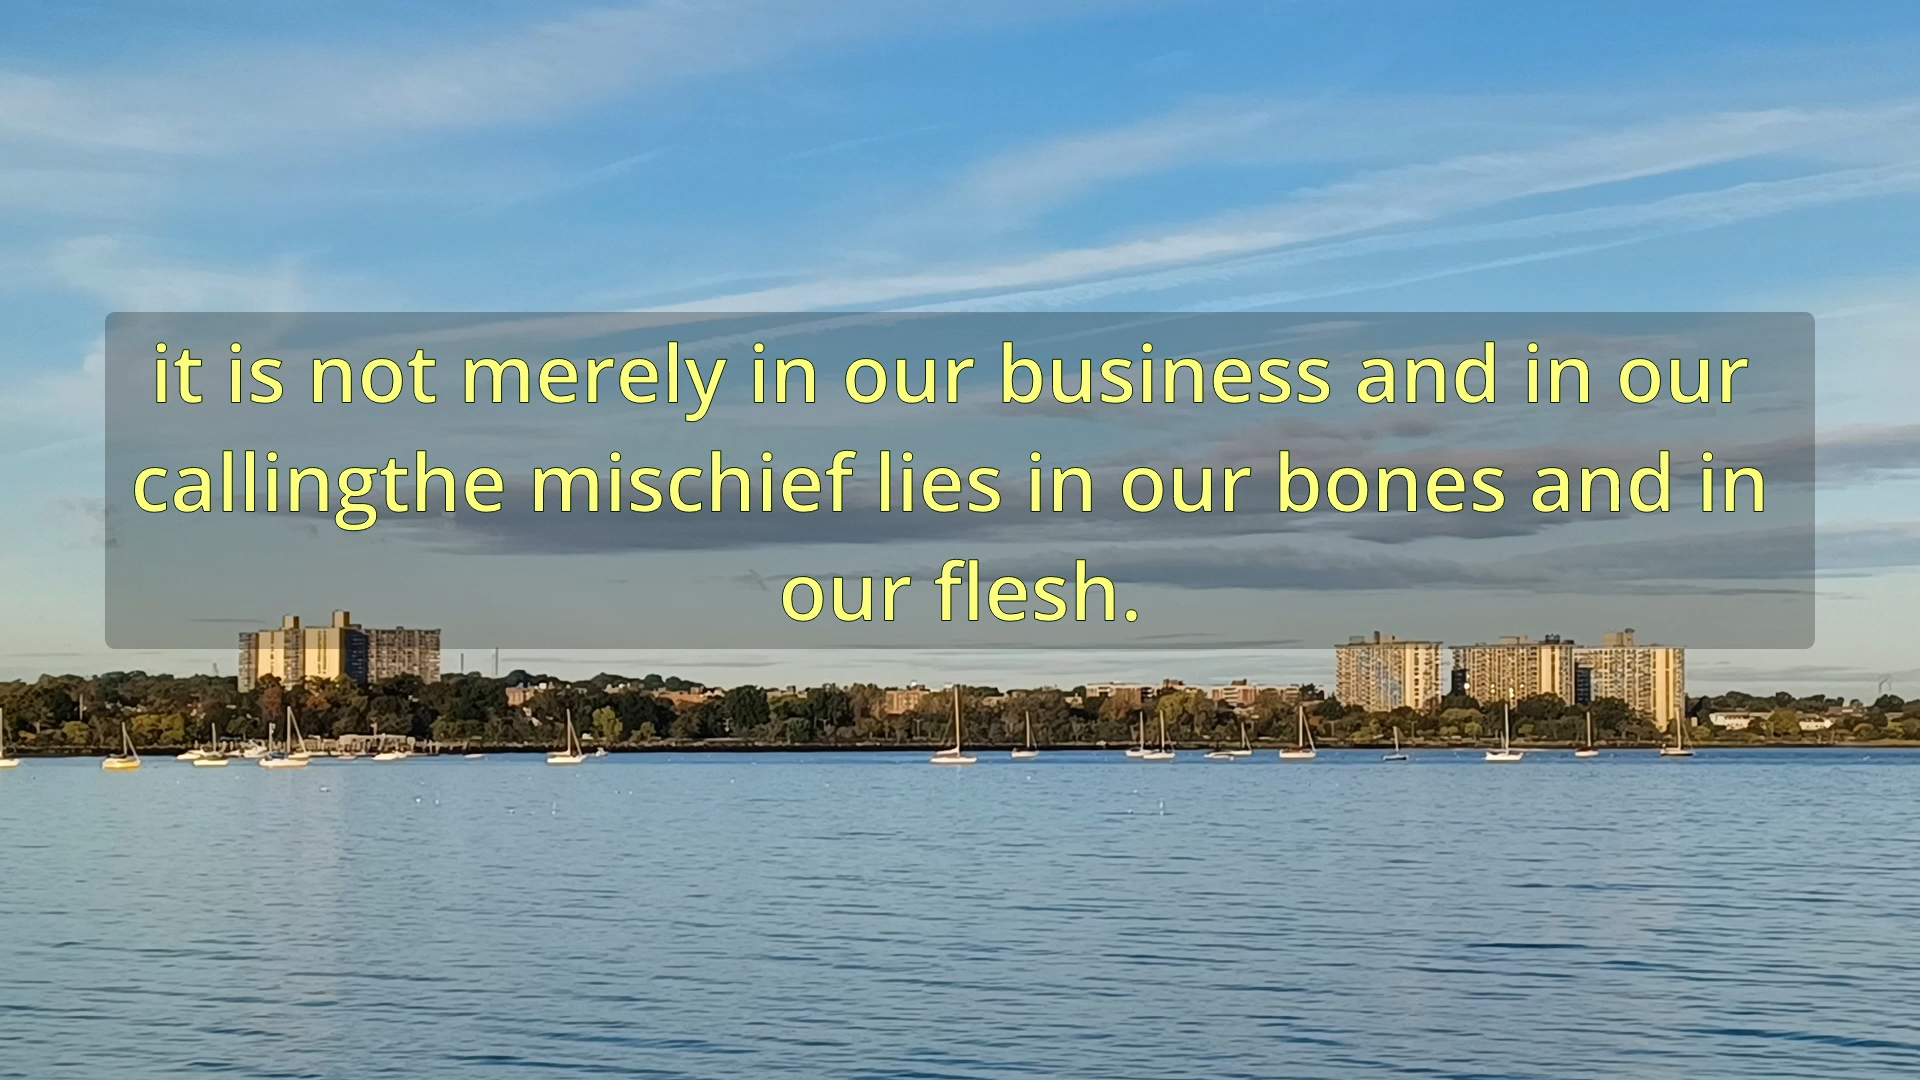 it is not merely in our business and in our
callingthe mischief lies in our bones and in
our flesh.